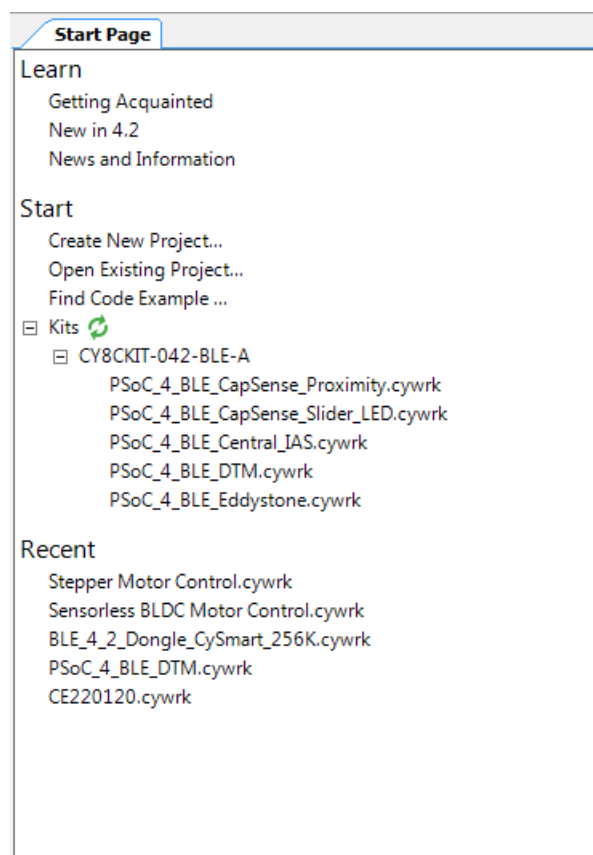 Start Page
Learn
Getting Acquainted
New in 4.2
News and Information
Start
Create New Project...
Open Existing Project...
Find Code Example ...
Kits
CY8CKIT-042-BLE-A
PSoC_4_BLE_CapSense_Proximity.cywrk
PSoC_4_BLE_CapSense_Slider_LED.cywrk
PSoC_4_BLE_Central_IAS.cywrk
PSoC_4_BLE_DTM.cywrk
PSoC_4_BLE_Eddystone.cywrk
Recent
Stepper Motor Control.cywrk
Sensorless BLDC Motor Control.cywrk
BLE_4_2_Dongle_CySmart_256K.cywrk
PSoC_4_BLE_DTM.cywrk
CE220120.cywrk